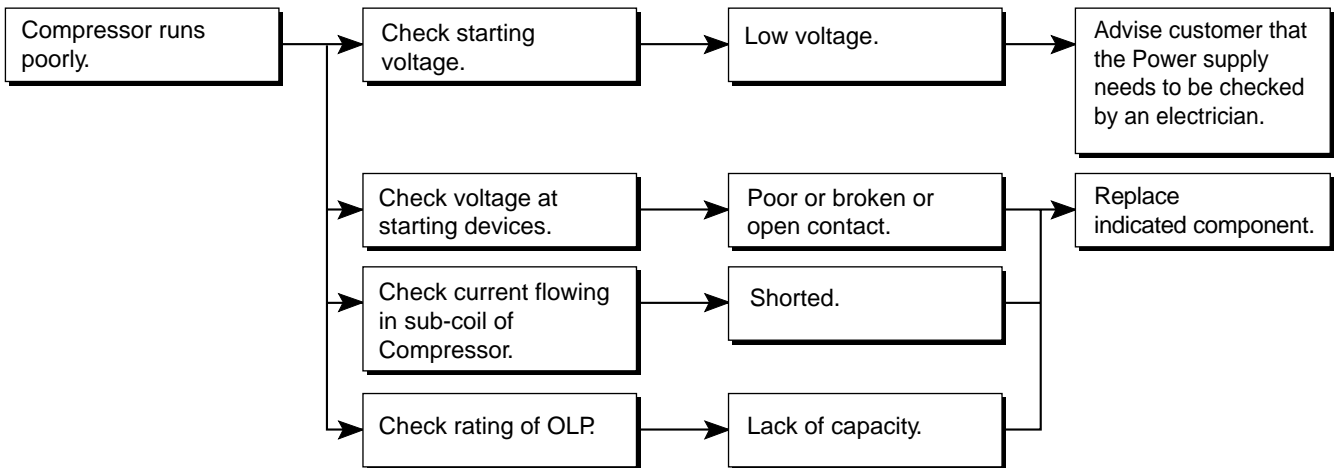 Compressor runs
poorly.
Check starting
voltage.
Low voltage.
Advise customer that
the Power supply
needs to be checked
by an electrician.
Check voltage at
starting devices.
Poor or broken or
open contact.
Replace
indicated component.
Check current flowing
in sub-coil of
Compressor.
Shorted.
Check rating of OLP.
Lack of capacity.